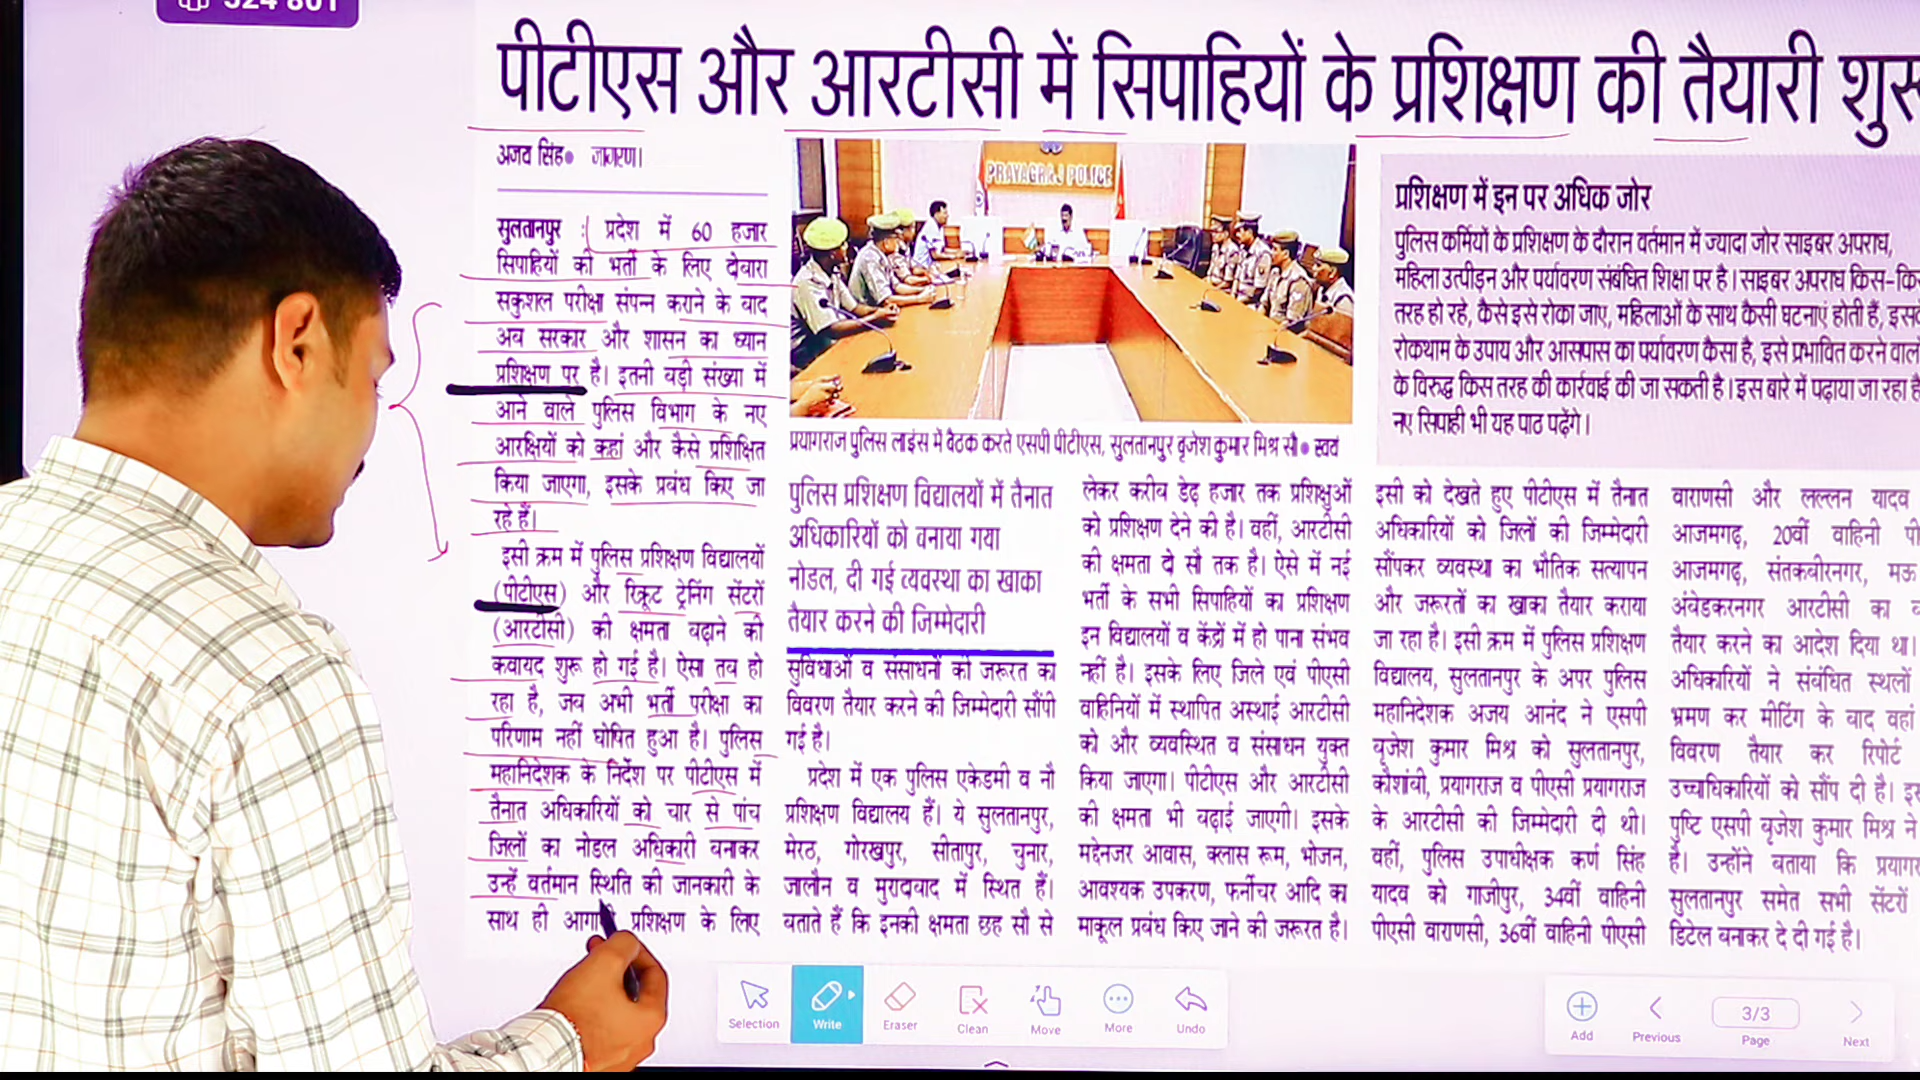 524 801
पीटीएस और आरटीसी में सिपाहियों के प्रशिक्षण की तैयारी
अजय सिंह● जागरण।
सुलतानपुर : प्रदेश में 60 हजार
सिपाहियों की भर्ती के लिए दोबारा
सकुशल परीक्षा संपन्न कराने के बाद
अब सरकार और शासन का ध्यान
प्रशिक्षण पर है। इतनी बड़ी संख्या में
आने वाले पुलिस विभाग के नए
आरक्षियों को कहां और कैसे प्रशिक्षित
किया जाएगा, इसके प्रबंध किए जा
रहे हैं।
इसी क्रम में पुलिस प्रशिक्षण विद्यालयों
(पीटीएस) और रिक्रूट ट्रेनिंग सेंटरों
(आरटीसी) की क्षमता बढ़ाने की
कवायद शुरू हो गई है। ऐसा तब हो
रहा है, जब अभी भर्ती परीक्षा का
परिणाम नहीं घोषित हुआ है। पुलिस
महानिदेशक के निर्देश पर पीटीएस में
तैनात अधिकारियों को चार से पांच
जिलों का नोडल अधिकारी बनाकर
उन्हें वर्तमान स्थिति की जानकारी के
साथ ही प्रशिक्षण के लिए
PRAYAGRAJ POLICE
प्रयागराज पुलिस लाइंस में बैठक करते एसपी पीटीएस, सुलतानपुर बृजेश कुमार मिश्र सौ● स्वयं
पुलिस प्रशिक्षण विद्यालयों में तैनात
अधिकारियों को बनाया गया
नोडल, दी गई व्यवस्था का खाका
तैयार करने की जिम्मेदारी
सुविधाओं व संसाधनों की जरूरत का
विवरण तैयार करने की जिम्मेदारी सौंपी
गई है।
प्रदेश में एक पुलिस एकेडमी व नौ
प्रशिक्षण विद्यालय हैं। ये सुलतानपुर,
मेरठ, गोरखपुर, सीतापुर, चुनार,
जालौन व मुरादाबाद में स्थित हैं।
बताते हैं कि इनकी क्षमता छह सौ से
लेकर करीब डेढ़ हजार तक प्रशिक्षुओं
को प्रशिक्षण देने की है। वहीं, आरटीसी
की क्षमता दो सौ तक है। ऐसे में नई
भर्ती के सभी सिपाहियों का प्रशिक्षण
इन विद्यालयों व केंद्रों में हो पाना संभव
नहीं है। इसके लिए जिले एवं पीएसी
वाहिनियों में स्थापित अस्थाई आरटीसी
को और व्यवस्थित व संसाधन युक्त
किया जाएगा। पीटीएस और आरटीसी
की क्षमता भी बढ़ाई जाएगी। इसके
मद्देनजर आवास, क्लास रूम, भोजन,
आवश्यक उपकरण, फर्नीचर आदि का
माकूल प्रबंध किए जाने की जरूरत है।
प्रशिक्षण में इन पर अधिक जोर
पुलिस कर्मियों के प्रशिक्षण के दौरान वर्तमान में ज्यादा जोर साइबर अपराध,
महिला उत्पीड़न और पर्यावरण संबंधित शिक्षा पर है। साइबर अपराध किस-
तरह हो रहे, कैसे इसे रोका जाए, महिलाओं के साथ कैसी घटनाएं होती हैं,
रोकथाम के उपाय और आसपास का पर्यावरण कैसा है, इसे प्रभावित करने
के विरुद्ध किस तरह की कार्रवाई की जा सकती है। इस बारे में पढ़ाया जा रहा
नए सिपाही भी यह पाठ पढ़ेंगे।
इसी को देखते हुए पीटीएस में तैनात
अधिकारियों को जिलों की जिम्मेदारी
सौंपकर व्यवस्था का भौतिक सत्यापन
और जरूरतों का खाका तैयार कराया
जा रहा है। इसी क्रम में पुलिस प्रशिक्षण
विद्यालय, सुलतानपुर के अपर पुलिस
महानिदेशक अजय आनंद ने एसपी
बृजेश कुमार मिश्र को सुलतानपुर,
कौशांबी, प्रयागराज व पीएसी प्रयागराज
के आरटीसी की जिम्मेदारी दी थी।
वहीं, पुलिस उपाधीक्षक कर्ण सिंह
यादव को गाजीपुर, 34वीं वाहिनी
पीएसी वाराणसी, 36वीं वाहिनी पीएसी
वाराणसी और लल्लन यादव
आजमगढ़, 20वीं वाहिनी
आजमगढ़, संतकबीरनगर, मऊ
अंबेडकरनगर आरटीसी का
तैयार करने का आदेश दिया था।
अधिकारियों ने संबंधित स्थलों
भ्रमण कर मीटिंग के बाद वहां
विवरण तैयार कर रिपोर्ट
उच्चाधिकारियों को सौंप दी है।
पुष्टि एसपी बृजेश कुमार मिश्र ने
है। उन्होंने बताया कि
सुलतानपुर समेत सभी सेंटरों
डिटेल बनाकर दे दी गई है।
Selection
Write
Eraser
Clean
Move
More
Undo
Add
Previous
3/3
Page
Next